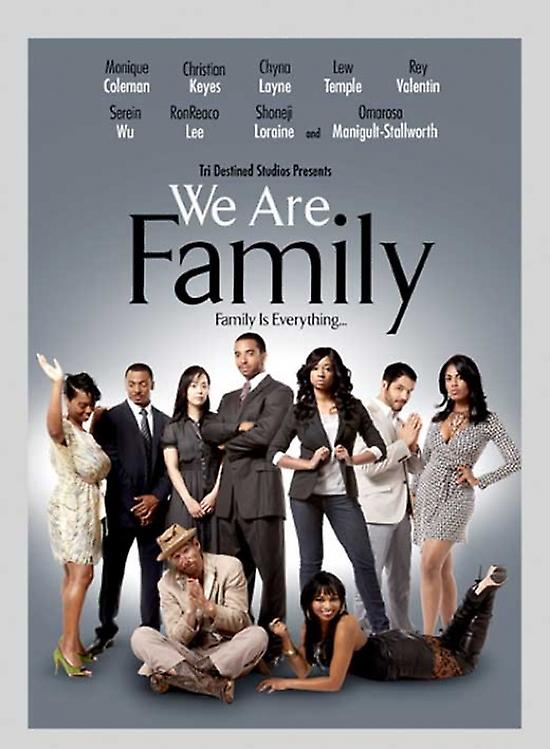 Monique Christian Chyna Lew Rey
Coleman Keyes Layne Temple Valentin
Serein RonReaco Shoneji Omarosa
Wu Lee Loraine and Manigult-Stallworth
Tri Destined Studios Presents
We Are
Family
Family Is Everything...